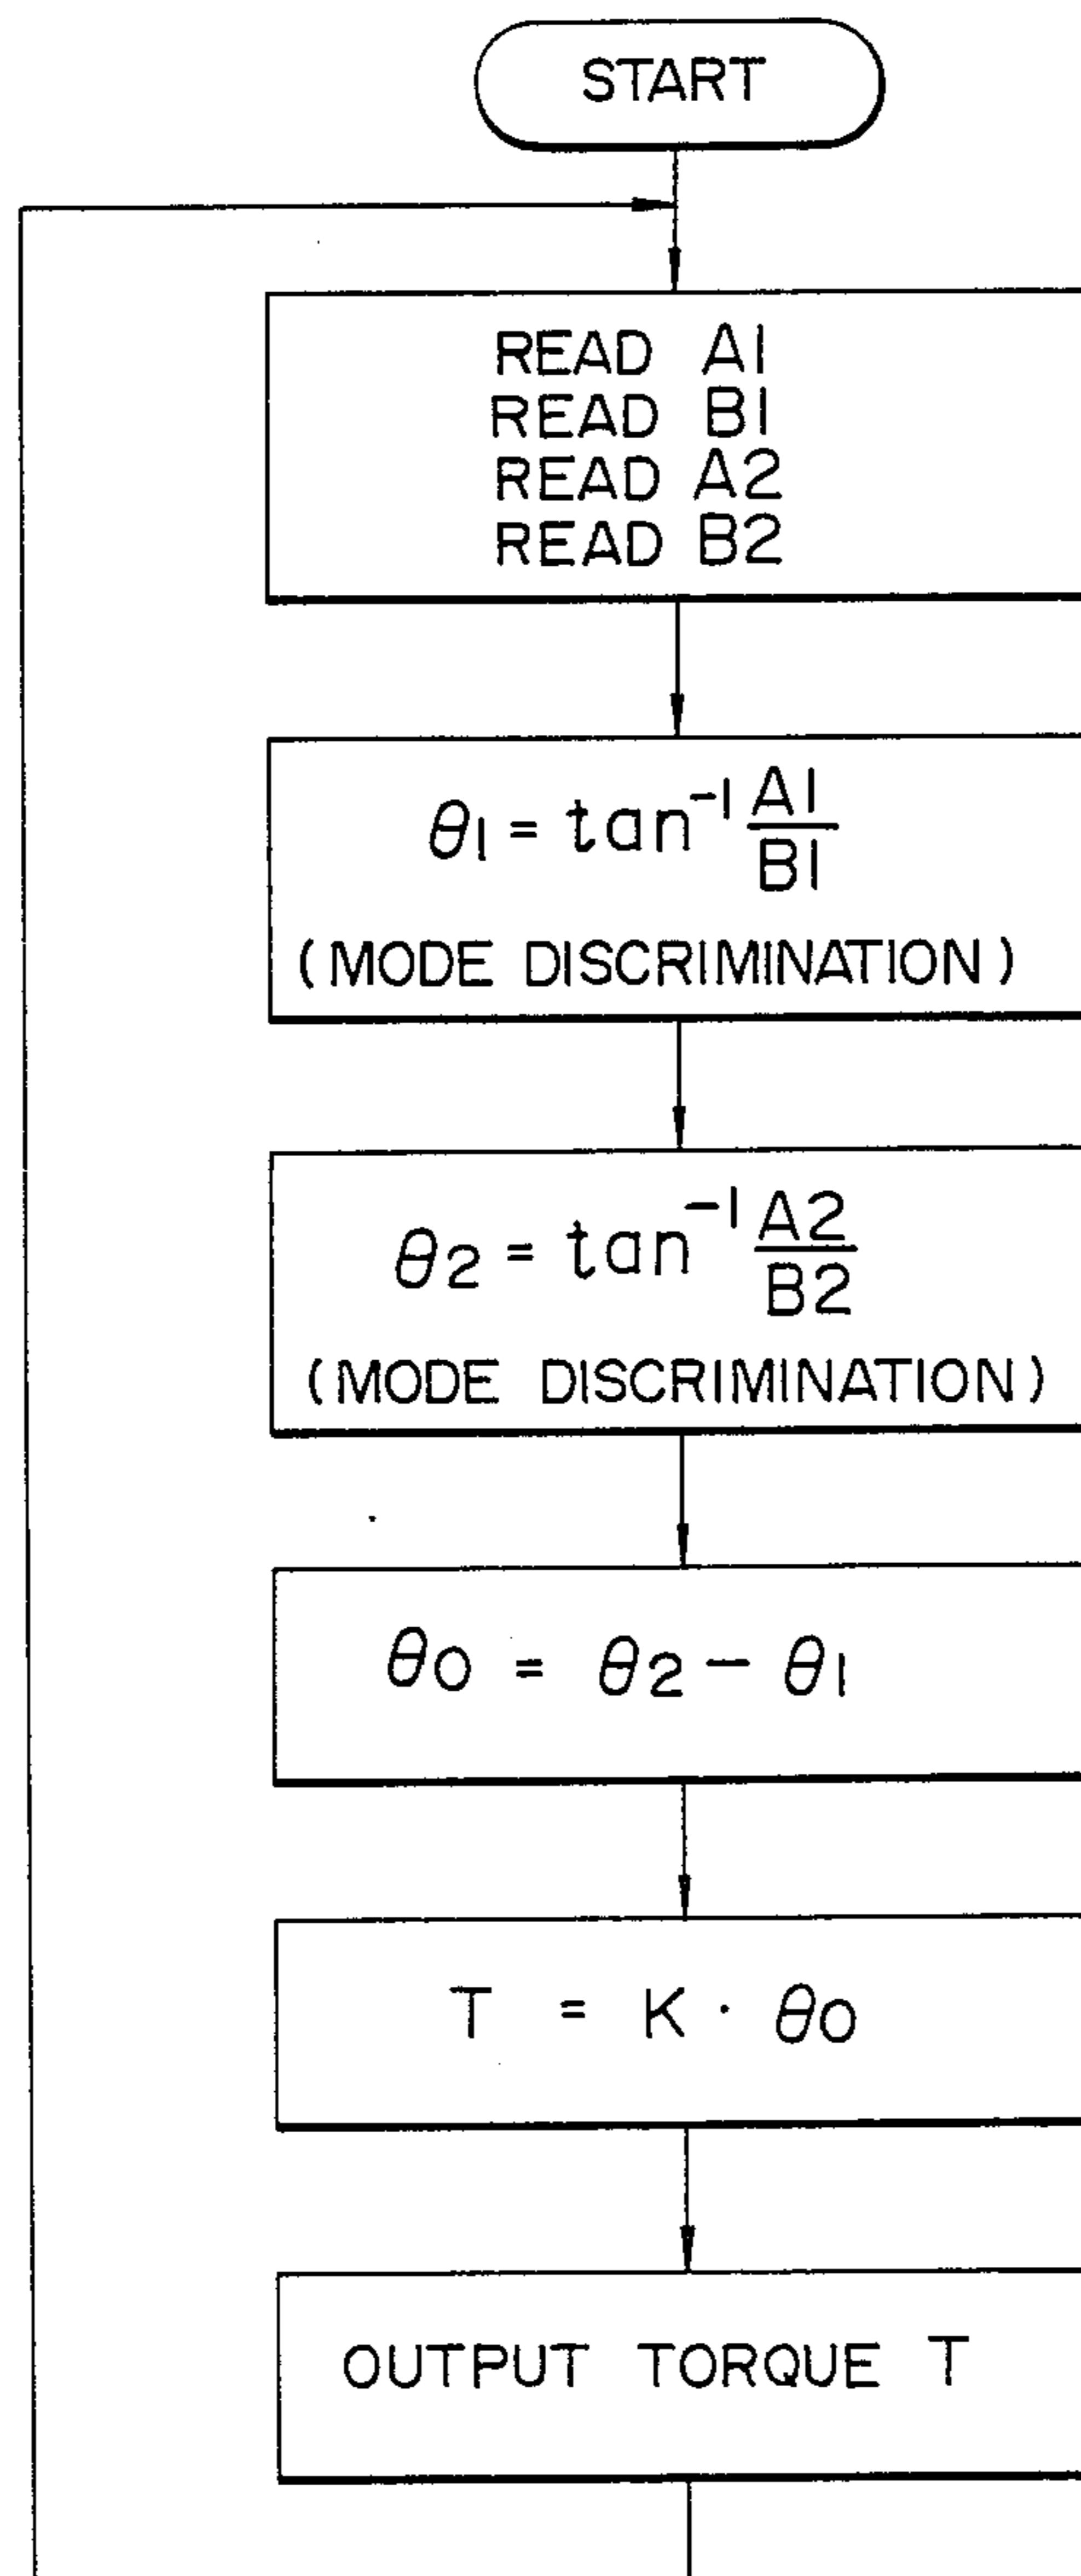 START
READ A1
READ B1
READ A2
READ B2
θ1 = tan⁻¹ A1/B1
(MODE DISCRIMINATION)
θ2 = tan⁻¹ A2/B2
(MODE DISCRIMINATION)
θ0 = θ2 − θ1
T = K · θ0
OUTPUT TORQUE T